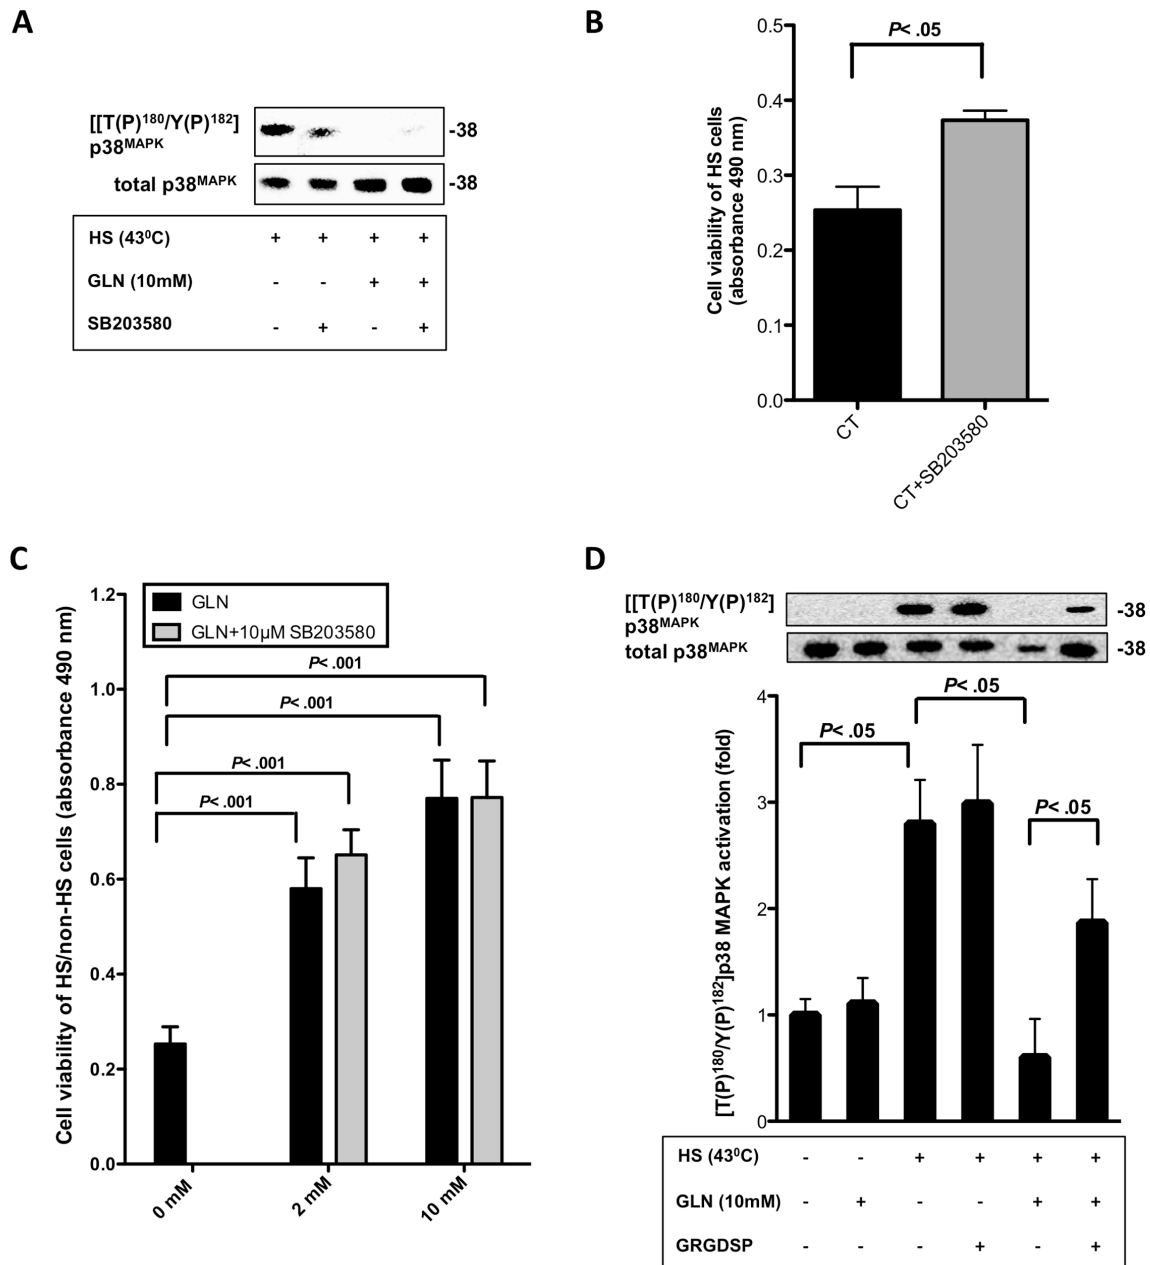 A
[[T(P)180/Y(P)182]
p38MAPK
-38
total p38MAPK
-38
HS (43⁰C) + + + +
GLN (10mM) - - + +
SB203580 - + - +
B
P< .05
Cell viability of HS cells
(absorbance 490 nm)
0.5
0.4
0.3
0.2
0.1
0.0
CT
CT+SB203580
C
GLN
GLN+10µM SB203580
Cell viability of HS/non-HS cells (absorbance 490 nm)
1.2
1.0
0.8
0.6
0.4
0.2
0.0
P< .001
P< .001
P< .001
P< .001
0 mM
2 mM
10 mM
D
[[T(P)180/Y(P)182]
p38MAPK
-38
total p38MAPK
-38
[T(P)180/Y(P)182]p38 MAPK activation (fold)
4
3
2
1
0
P< .05
P< .05
P< .05
HS (43⁰C) - - + + + +
GLN (10mM) - + - - + +
GRGDSP - - - + - +